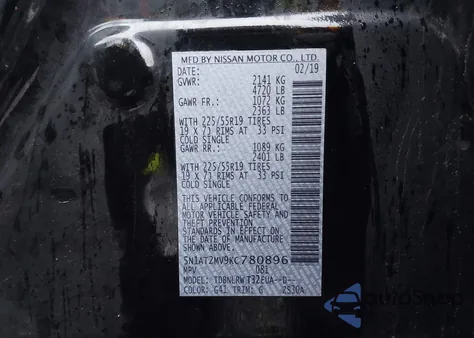 MFD BY NISSAN MOTOR CO., LTD.
DATE: 02/19
GVWR: 2141 KG
4720 LB
GAWR FR.: 1072 KG
2363 LB
WITH 225/55R19 TIRES
19 X 7J RIMS AT 33 PSI
COLD SINGLE
GAWR RR.: 1089 KG
2401 LB
WITH 225/55R19 TIRES
19 X 7J RIMS AT 33 PSI
COLD SINGLE
THIS VEHICLE CONFORMS TO
ALL APPLICABLE FEDERAL
MOTOR VEHICLE SAFETY AND
THEFT PREVENTION
STANDARDS IN EFFECT ON
THE DATE OF MANUFACTURE
SHOWN ABOVE.
5N1AT2MV9KC780896
MPV 081
COLOR: G41 TRIM: G